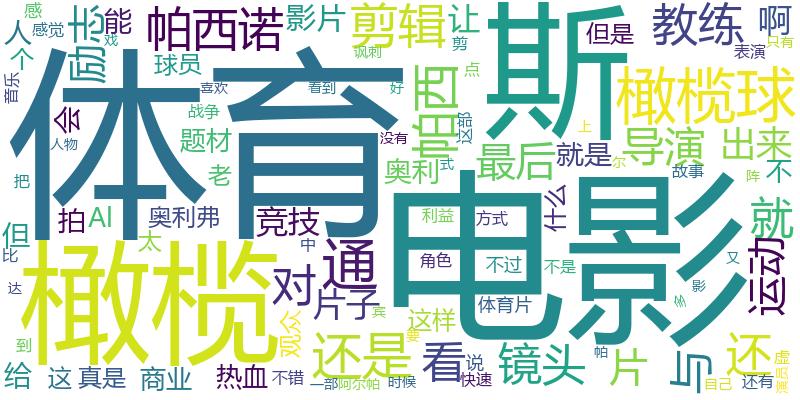 感
人
个
感觉
志
励
戏
能
帕西诺
影片
剪辑
让
剪
斯
但是
教练
啊
表演
只有
音乐
球员
喜欢
看到
好
讽刺
点
体育
会
人物
战争
题材
老
没有
帕西
这部
橄榄球
上
奥利
式
最后
就是
尔
导演
出来
故事
不
把
但
拍
AI
奥利弗
竞技
太
利益
方式
什么
阵
就
电影
比
达
橄榄
中
对
通
角色
不过
不是
又
运动
片子
体育片
多
影
到
观众
宾
还是
这样
要
看
说
帕
镜头
片
与
还
虚
给
这
真是
商业
热血
不错
一部
阿尔帕
时候
快速
自己
还有
演员